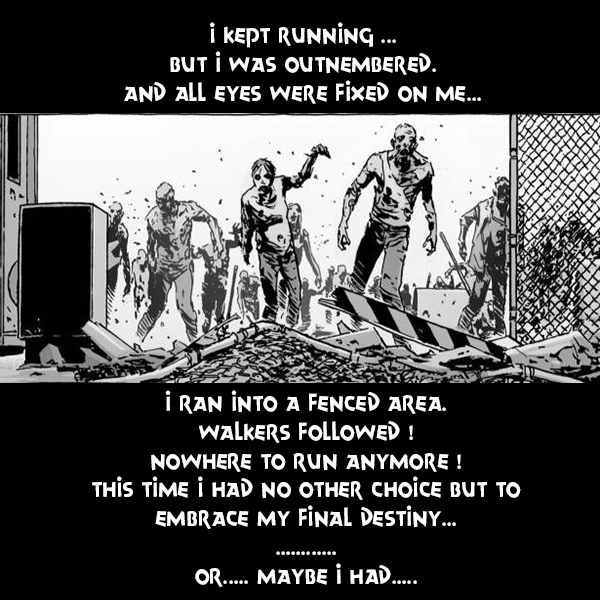 I KEPT RUNNING ...
BUT I WAS OUTNEMBERED.
AND ALL EYES WERE FIXED ON ME...
I RAN INTO A FENCED AREA.
WALKERS FOLLOWED !
NOWHERE TO RUN ANYMORE !
THIS TIME I HAD NO OTHER CHOICE BUT TO
EMBRACE MY FINAL DESTINY...
............
OR..... MAYBE I HAD.....